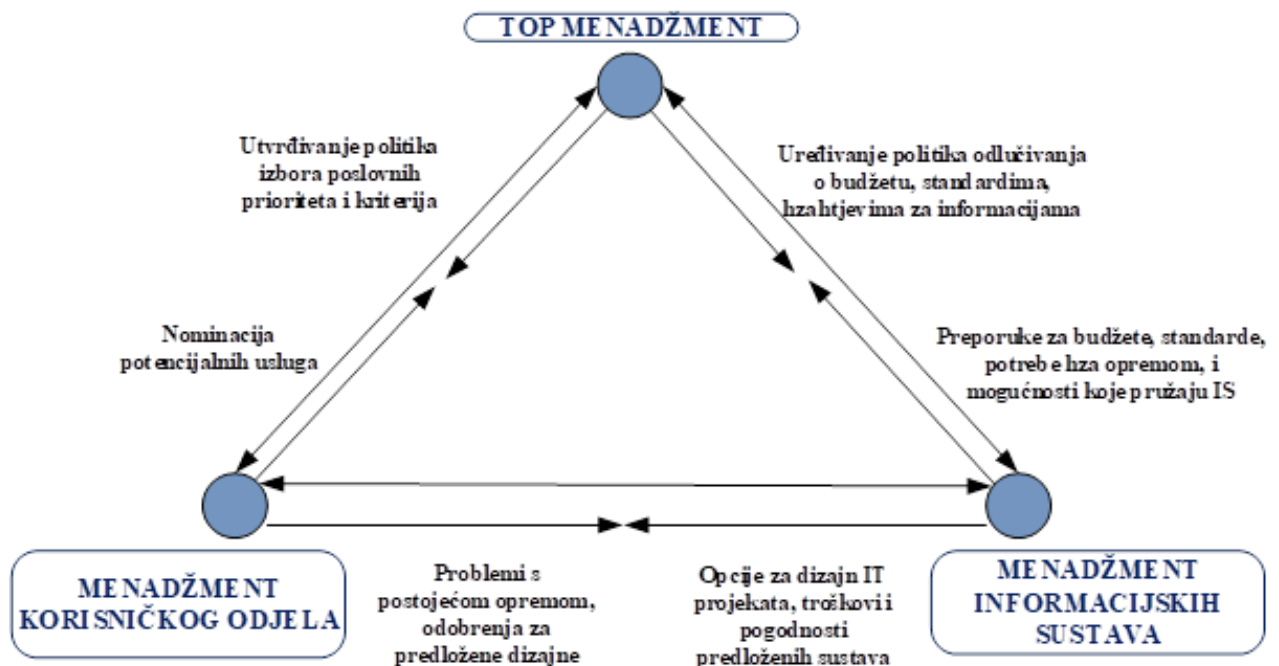 TOP MENADŽMENT
Utvrđivanje politika
izbora poslovnih
prioriteta i kriterija
Uređivanje politika odlučivanja
o budžetu, standardima,
hzahtjevima za informacijama
Nominacija
potencijalnih usluga
Preporuke za budžete, standarde,
potrebe hza opremom, i
mogućnosti koje pružaju IS
MENADŽMENT
KORISNIČKOG ODJELA
Problemi s
postojećom opremom,
odobrenja za
predložene dizajne
Opcije za dizajn IT
projekata, troškovi i
pogodnosti
predloženih sustava
MENADŽMENT
INFORMACIJSKIH
SUSTAVA